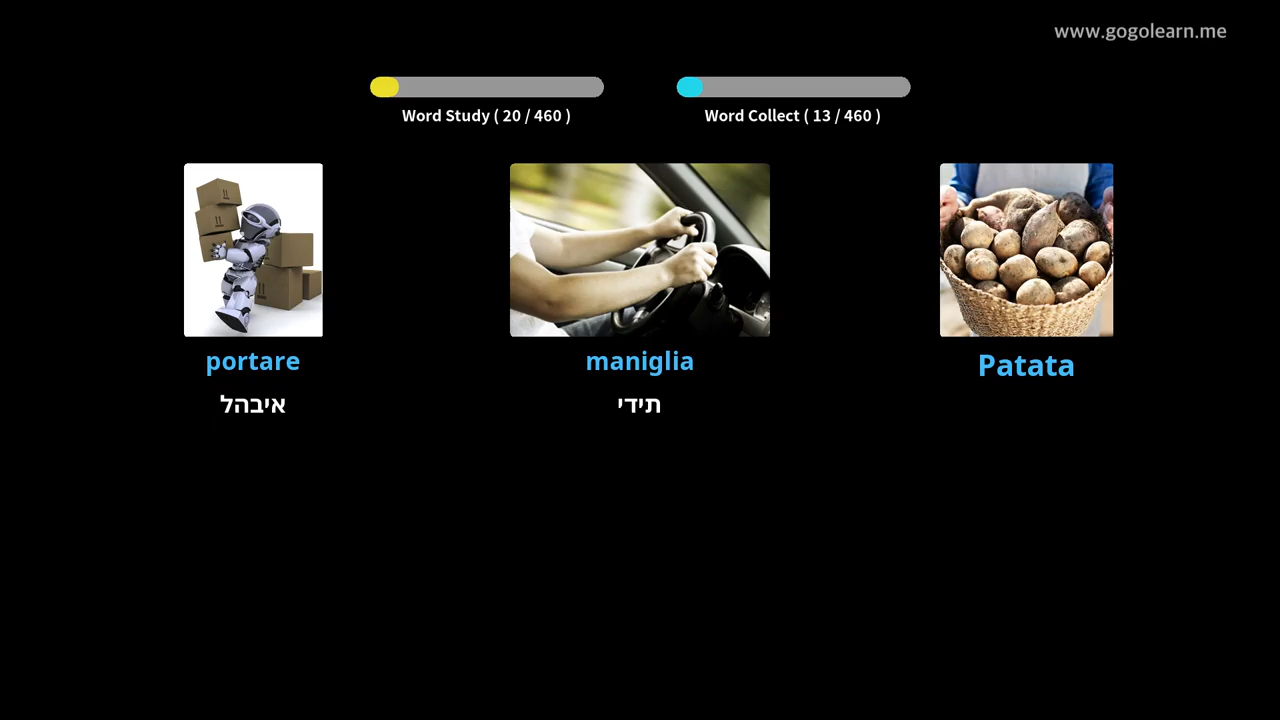 www.gogolearn.me
Word Study ( 20 / 460 )
Word Collect ( 13 / 460 )
portare
איבהל
maniglia
תידי
Patata